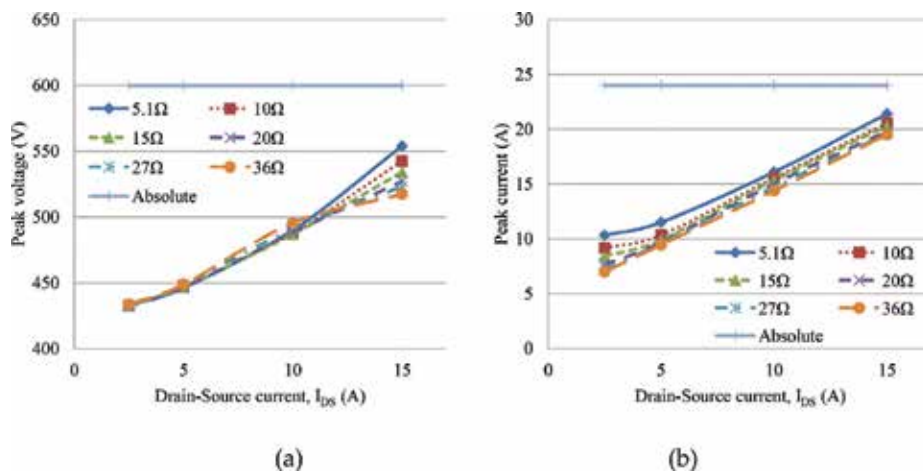 650
600
550
500
450
400
Peak voltage (V)
5.1Ω 10Ω
15Ω 20Ω
27Ω 36Ω
Absolute
0 5 10 15
Drain-Source current, IDS (A)
(a)
30
25
20
15
10
5
0
Peak current (A)
5.1Ω 10Ω
15Ω 20Ω
27Ω 36Ω
Absolute
0 5 10 15
Drain-Source current, IDS (A)
(b)